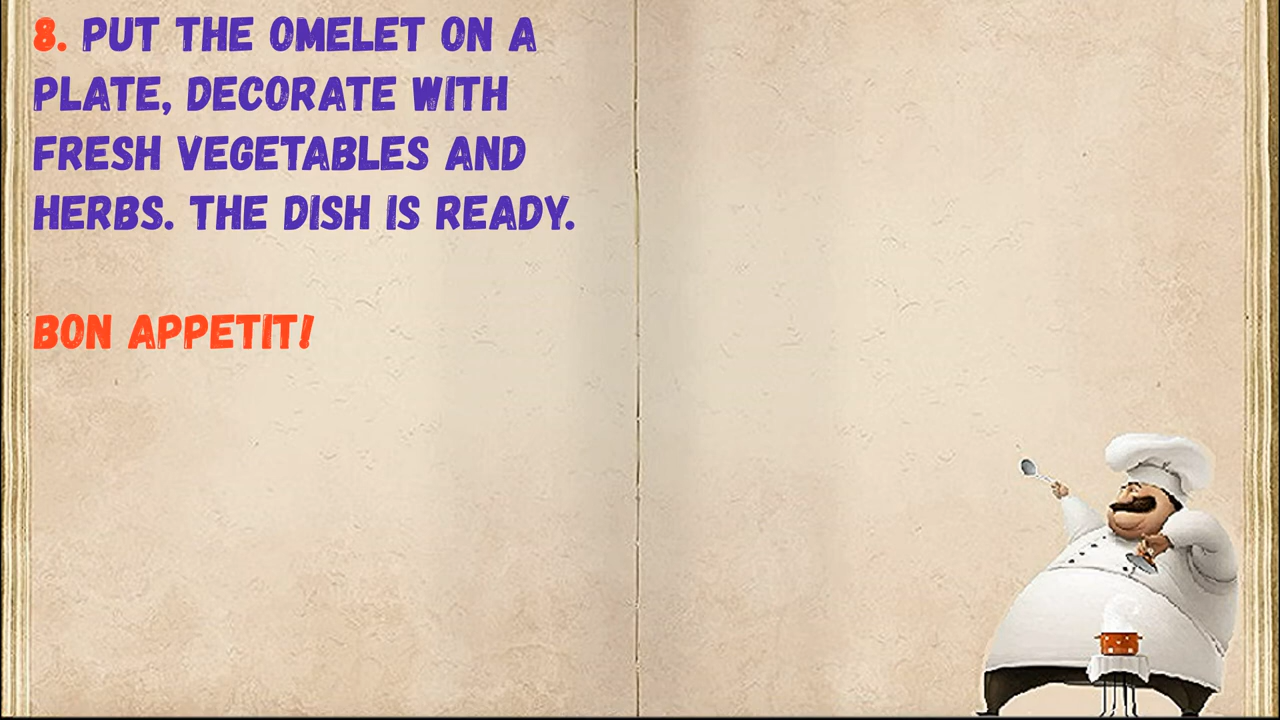 8. PUT THE OMELET ON A
PLATE, DECORATE WITH
FRESH VEGETABLES AND
HERBS. THE DISH IS READY.
BON APPETIT!